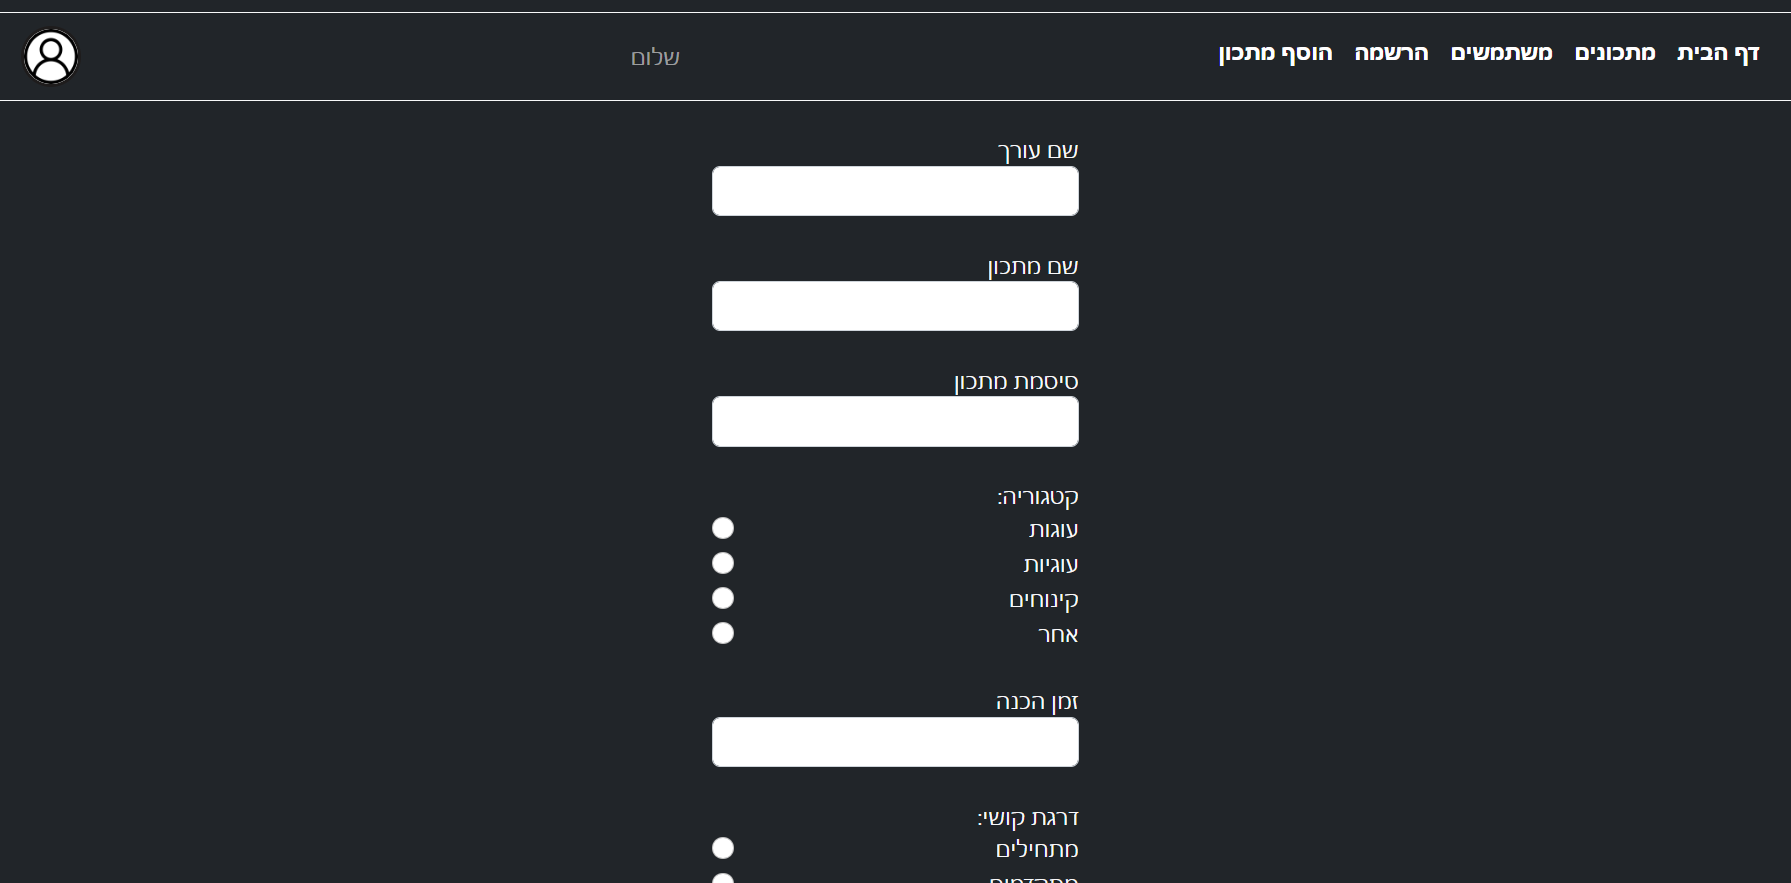 דף הבית מתכונים משתמשים הרשמה הוסף מתכון
שלום
שם עורך
שם מתכון
סיסמת מתכון
קטגוריה:
עוגות
עוגיות
קינוחים
אחר
זמן הכנה
דרגת קושי:
מתחילים
מתקדמים